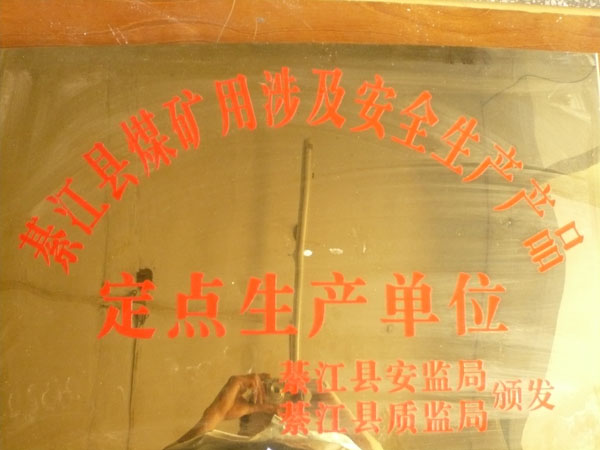 綦江县煤矿用涉及安全生产产品
定点生产单位
綦江县安监局
綦江县质监局
颁发